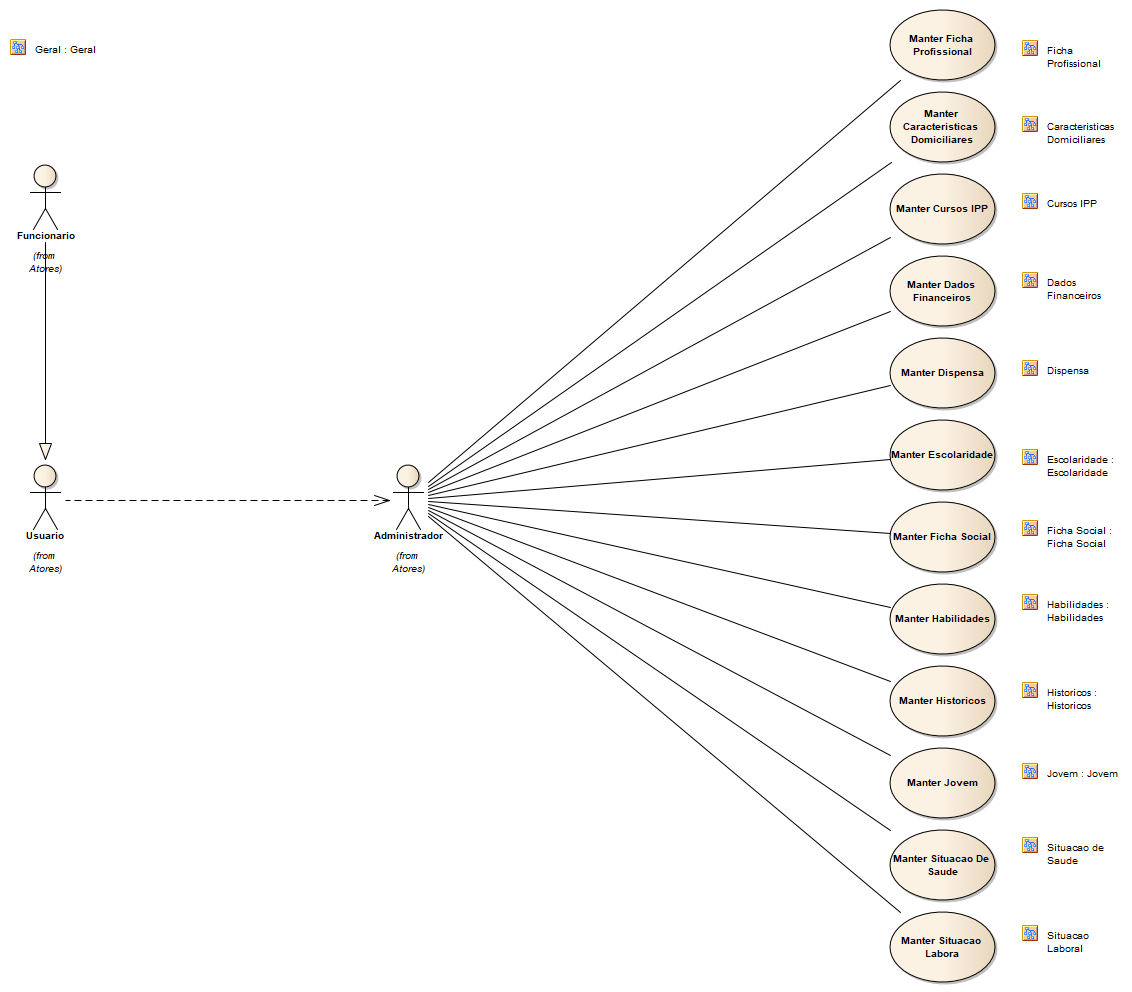 Geral : Geral
Funcionario
(from
Atores)
Usuario
(from
Atores)
Administrador
(from
Atores)
Manter Ficha
Profissional
Ficha
Profissional
Manter
Caracteristicas
Domiciliares
Caracteristicas
Domiciliares
Manter Cursos IPP
Cursos IPP
Manter Dados
Financeiros
Dados
Financeiros
Manter Dispensa
Dispensa
Manter Escolaridade
Escolaridade :
Escolaridade
Manter Ficha Social
Ficha Social :
Ficha Social
Manter Habilidades
Habilidades :
Habilidades
Manter Historicos
Historicos :
Historicos
Manter Jovem
Jovem : Jovem
Manter Situacao De
Saude
Situacao de
Saude
Manter Situacao
Labora
Situacao
Laboral